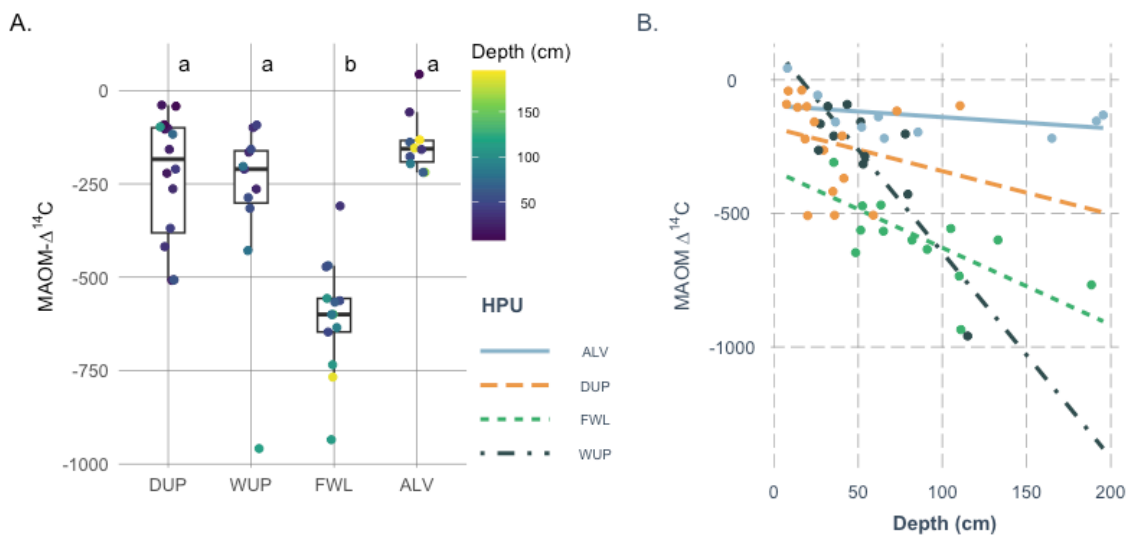 A.
MAOM-Δ¹⁴C
0
-250
-500
-750
-1000
a
a
b
a
DUP
WUP
FWL
ALV
Depth (cm)
150
100
50
HPU
ALV
DUP
FWL
WUP
B.
MAOM Δ¹⁴C
0
-500
-1000
0
50
100
150
200
Depth (cm)